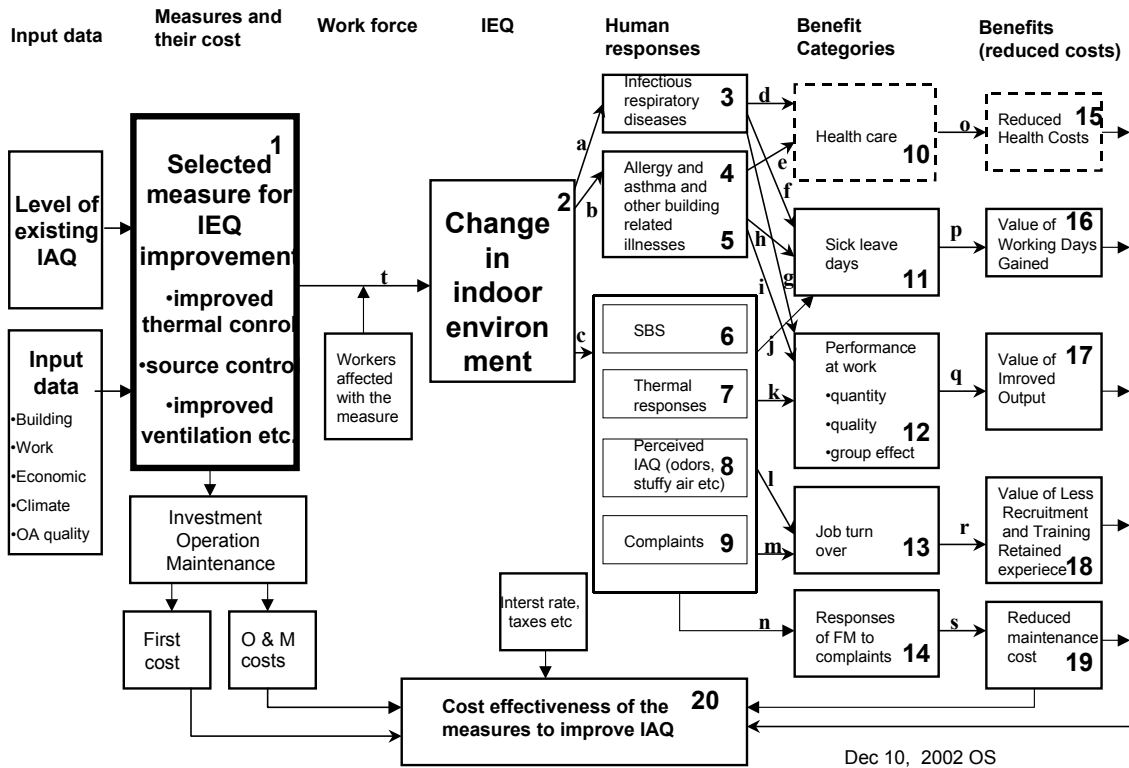 Input data
Measures and
their cost
Work force
IEQ
Human
responses
Benefit
Categories
Benefits
(reduced costs)
Level of
existing IAQ
Input
data
•Building
•Work
•Economic
•Climate
•OA quality
1
Selected
measure for
IEQ
improvement
•improved
thermal conrol
•source control
•improved
ventilation etc.
Investment
Operation
Maintenance
First
cost
O & M
costs
t
Workers
affected
with the
measure
2
Change
in
indoor
environ
ment
a
b
c
Infectious
respiratory
diseases
3
Allergy and
asthma and
other building
related
illnesses
4
5
SBS
6
Thermal
responses
7
Perceived
IAQ (odors,
stuffy air etc)
8
Complaints
9
d
e
f
h
g
i
j
k
l
m
n
Health care
10
Sick leave
days
11
Performance
at work
•quantity
•quality
•group effect
12
Job turn
over
13
Responses
of FM to
complaints
14
o
p
q
r
s
Reduced
Health Costs
15
Value of
Working Days
Gained
16
Value of
Imroved
Output
17
Value of Less
Recruitment
and Training
Retained
experiece
18
Reduced
maintenance
cost
19
Interst rate,
taxes etc
Cost effectiveness of the
measures to improve IAQ
20
Dec 10, 2002 OS